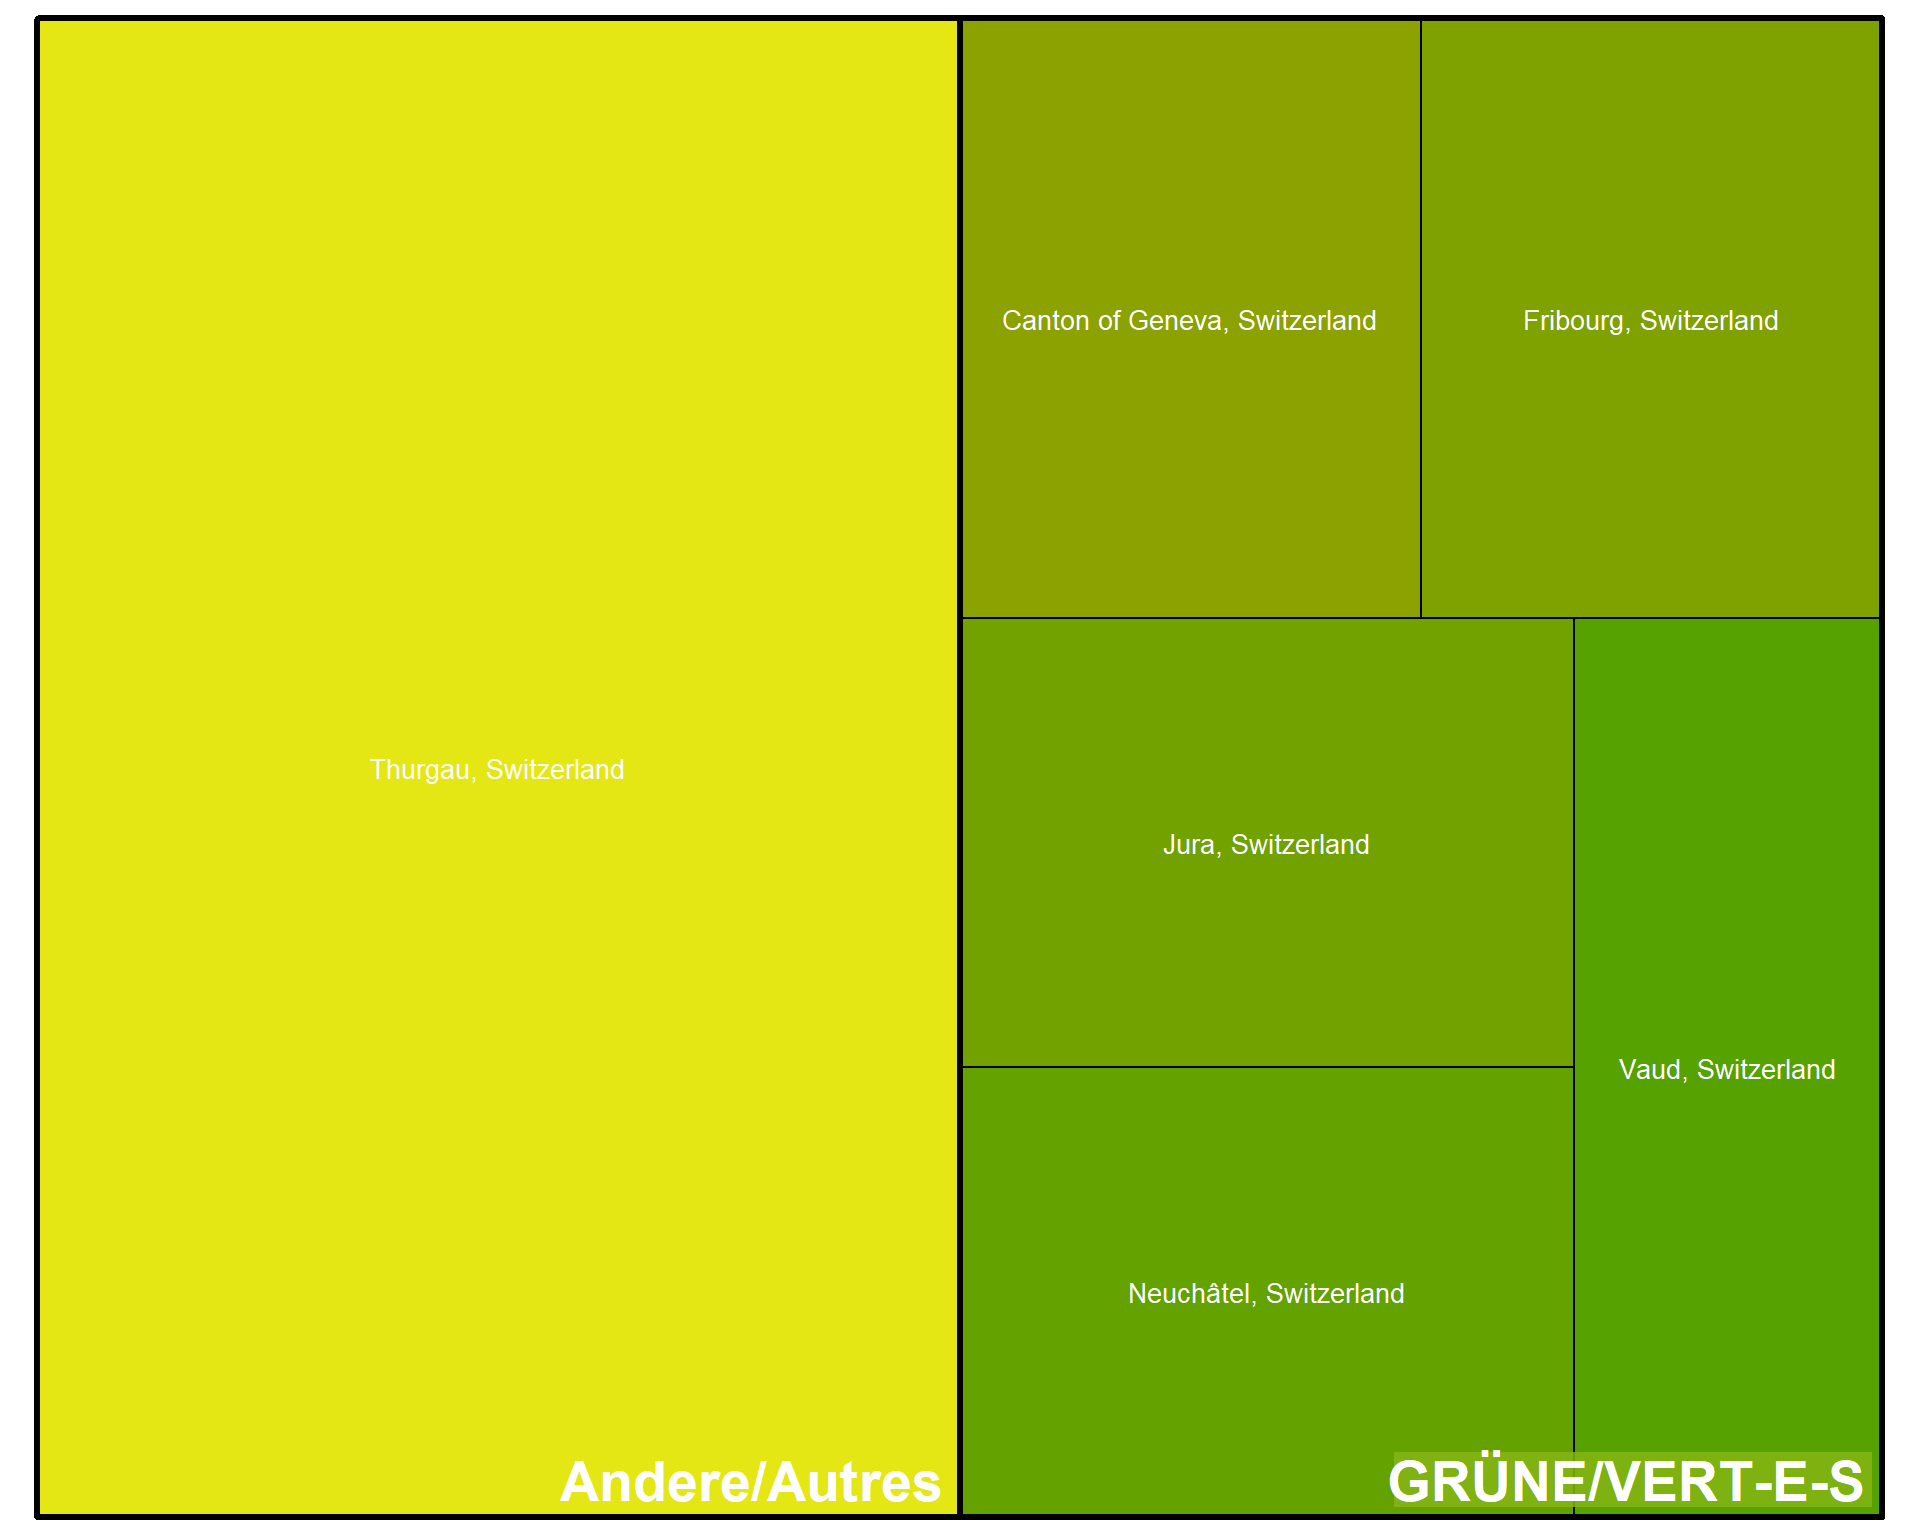 Canton of Geneva, Switzerland
Fribourg, Switzerland
Thurgau, Switzerland
Jura, Switzerland
Vaud, Switzerland
Neuchâtel, Switzerland
Andere/Autres
GRÜNE/VERT-E-S